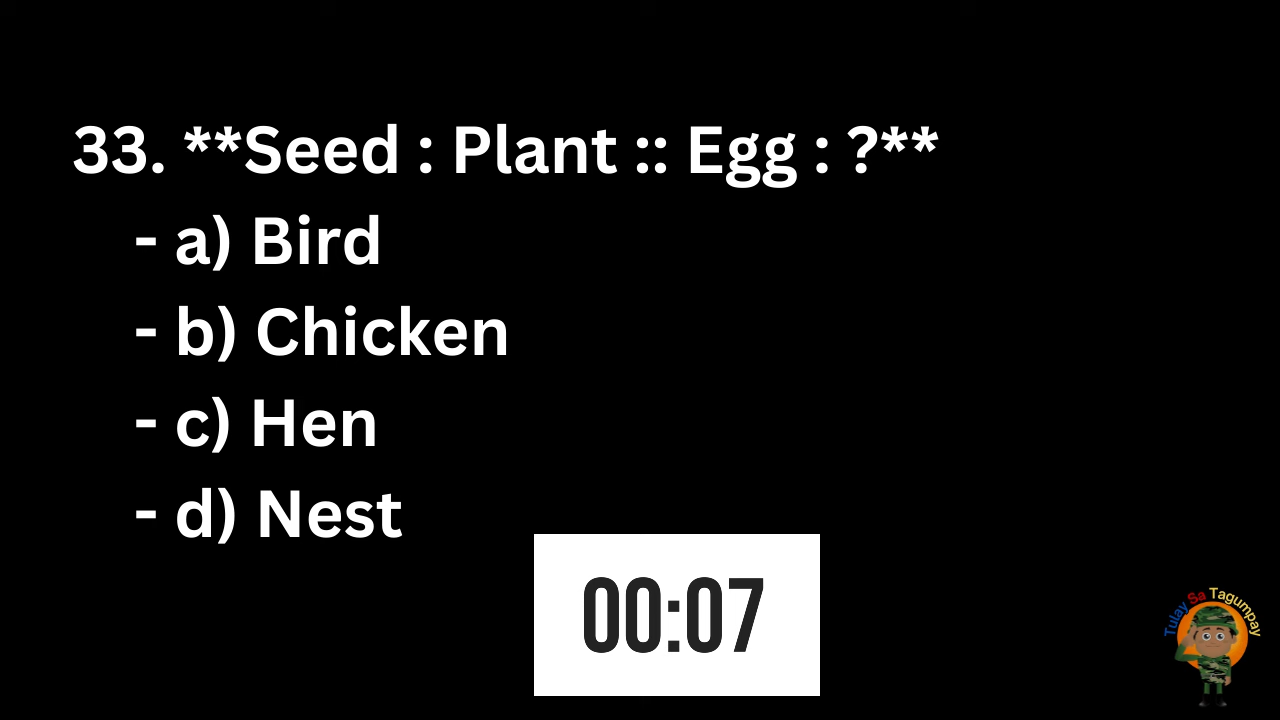 33. **Seed : Plant :: Egg : ?**
- a) Bird
- b) Chicken
- c) Hen
- d) Nest
00:07
Tulay Sa Tagumpay